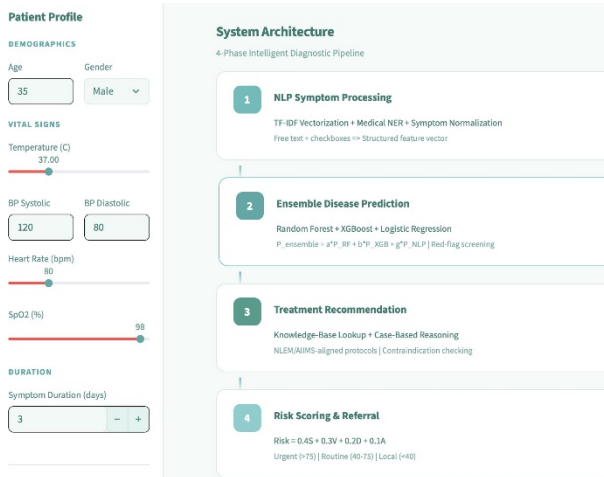 Patient Profile
DEMOGRAPHICS
Age
Gender
35
Male
VITAL SIGNS
Temperature (C)
37.00
BP Systolic
BP Diastolic
120
80
Heart Rate (bpm)
80
SpO2 (%)
98
DURATION
Symptom Duration (days)
3
− +
System Architecture
4-Phase Intelligent Diagnostic Pipeline
1
NLP Symptom Processing
TF-IDF Vectorization + Medical NER + Symptom Normalization
Free text + checkboxes => Structured feature vector
2
Ensemble Disease Prediction
Random Forest + XGBoost + Logistic Regression
P_ensemble = a*P_RF + b*P_XGB + g*P_NLP | Red-flag screening
3
Treatment Recommendation
Knowledge-Base Lookup + Case-Based Reasoning
NLEM/AIIMS-aligned protocols | Contraindication checking
4
Risk Scoring & Referral
Risk = 0.4S + 0.3V + 0.2D + 0.1A
Urgent (>75) | Routine (40-75) | Local (<40)